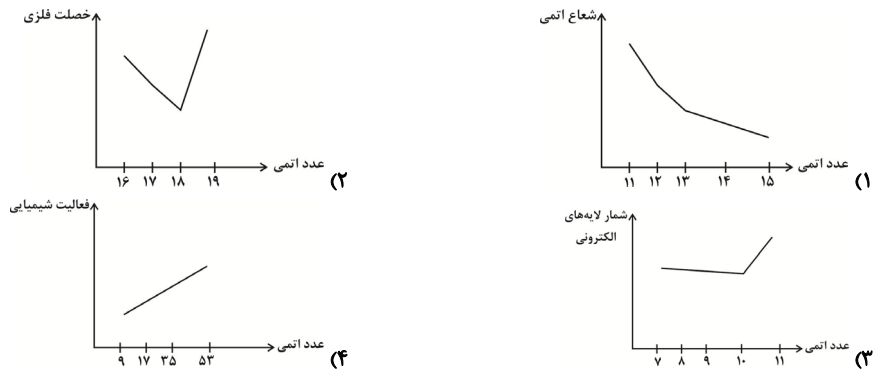 شعاع اتمی
عدد اتمی
۱۱ ۱۲ ۱۳ ۱۴ ۱۵
۱)
خصلت فلزی
عدد اتمی
۱۶ ۱۷ ۱۸ ۱۹
۲)
شمار لایه‌های
الکترونی
عدد اتمی
۷ ۸ ۹ ۱۰ ۱۱
۳)
فعالیت شیمیایی
عدد اتمی
۹ ۱۷ ۳۵ ۵۳
۴)